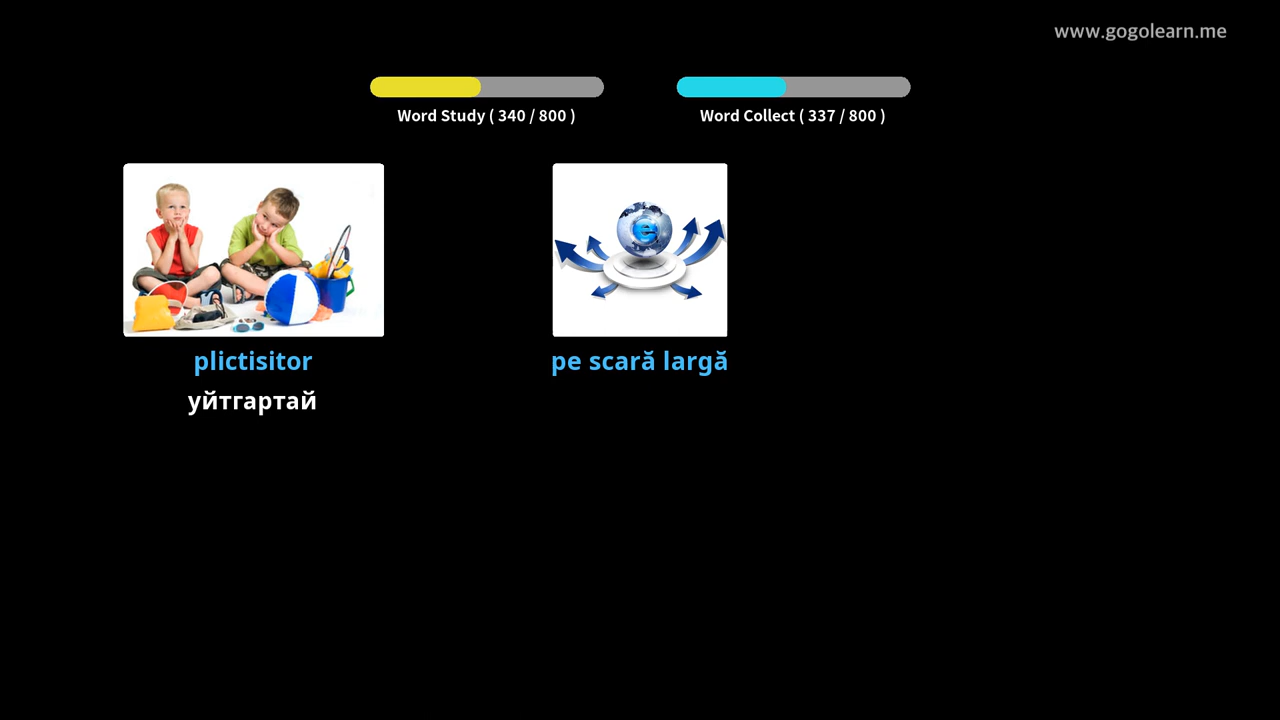 www.gogolearn.me
Word Study ( 340 / 800 )
Word Collect ( 337 / 800 )
e
plictisitor
pe scară largă
уйтгартай